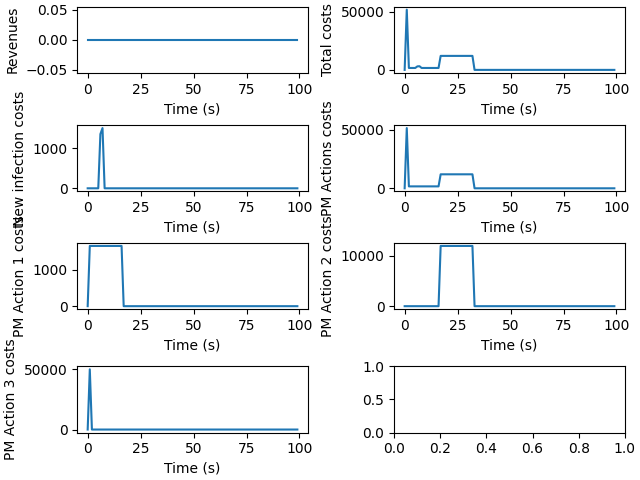 Revenues
0.05
0.00
−0.05
0 25 50 75 100
Time (s)
Total costs
50000
0
0 25 50 75 100
Time (s)
New infection costs
1000
0
0 25 50 75 100
Time (s)
PM Actions costs
50000
0
0 25 50 75 100
Time (s)
PM Action 1 costs
1000
0
0 25 50 75 100
Time (s)
PM Action 2 costs
10000
0
0 25 50 75 100
Time (s)
PM Action 3 costs
50000
0
0 25 50 75 100
Time (s)
1.0
0.5
0.0
0.0 0.2 0.4 0.6 0.8 1.0